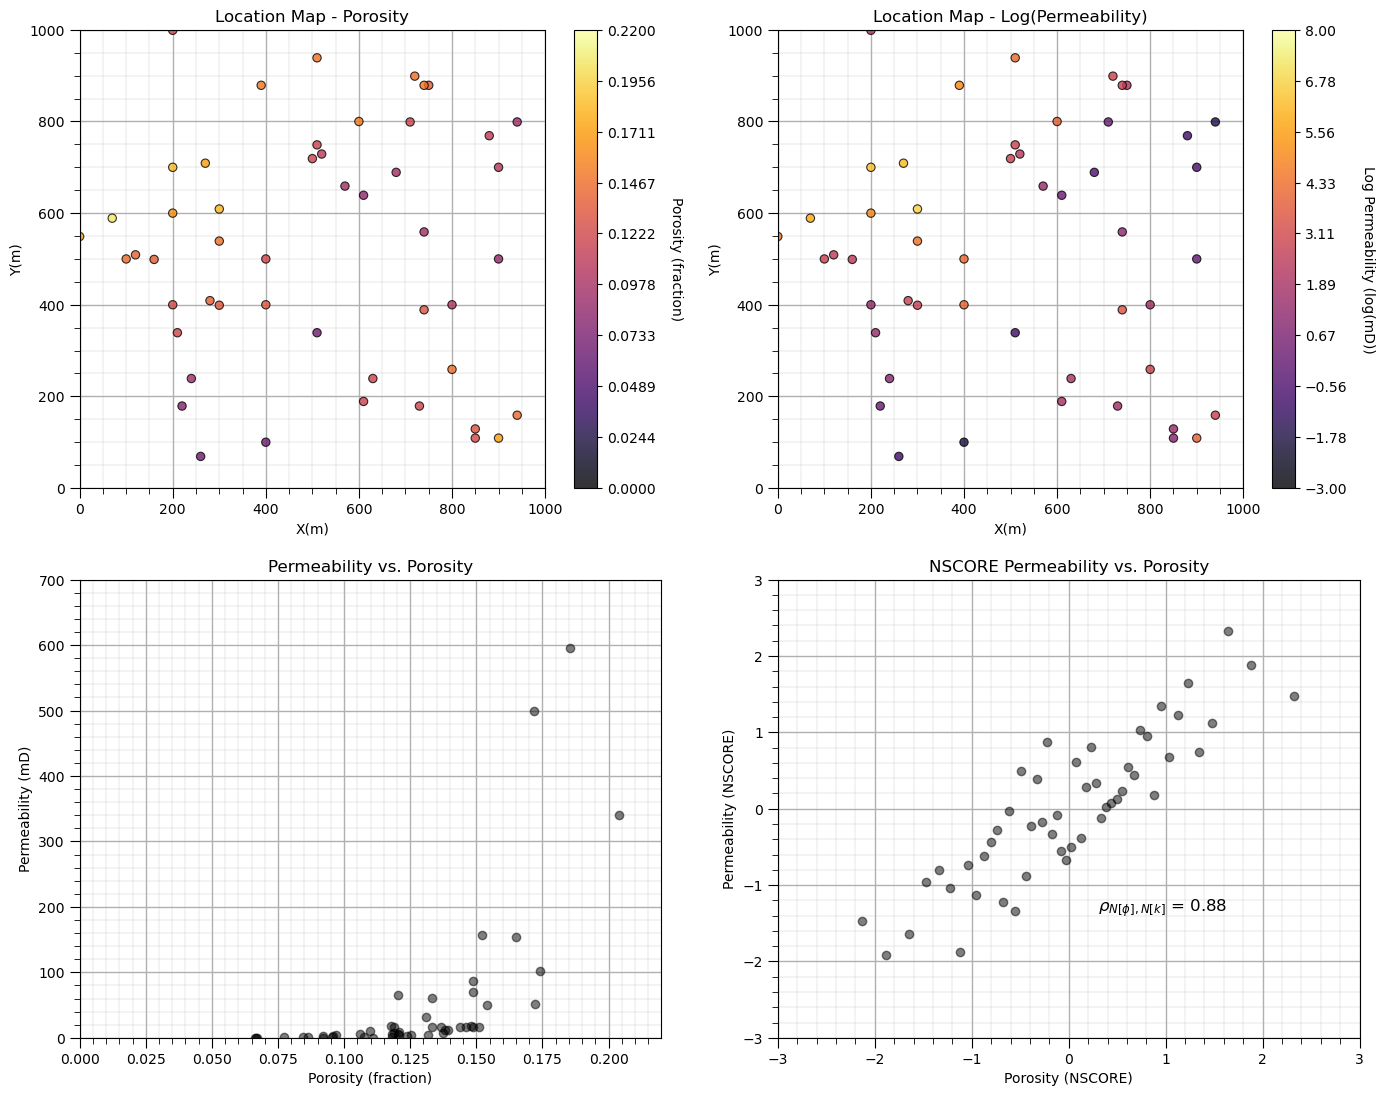 Location Map - Porosity
1000
800
600
400
200
0
Y(m)
0 200 400 600 800 1000
X(m)
0.2200
0.1956
0.1711
0.1467
0.1222
0.0978
0.0733
0.0489
0.0244
0.0000
Porosity (fraction)
Location Map - Log(Permeability)
1000
800
600
400
200
0
Y(m)
0 200 400 600 800 1000
X(m)
8.00
6.78
5.56
4.33
3.11
1.89
0.67
−0.56
−1.78
−3.00
Log Permeability (log(mD))
Permeability vs. Porosity
700
600
500
400
300
200
100
0
Permeability (mD)
0.000 0.025 0.050 0.075 0.100 0.125 0.150 0.175 0.200
Porosity (fraction)
NSCORE Permeability vs. Porosity
3
2
1
0
−1
−2
−3
Permeability (NSCORE)
ρN[ϕ],N[k] = 0.88
−3 −2 −1 0 1 2 3
Porosity (NSCORE)